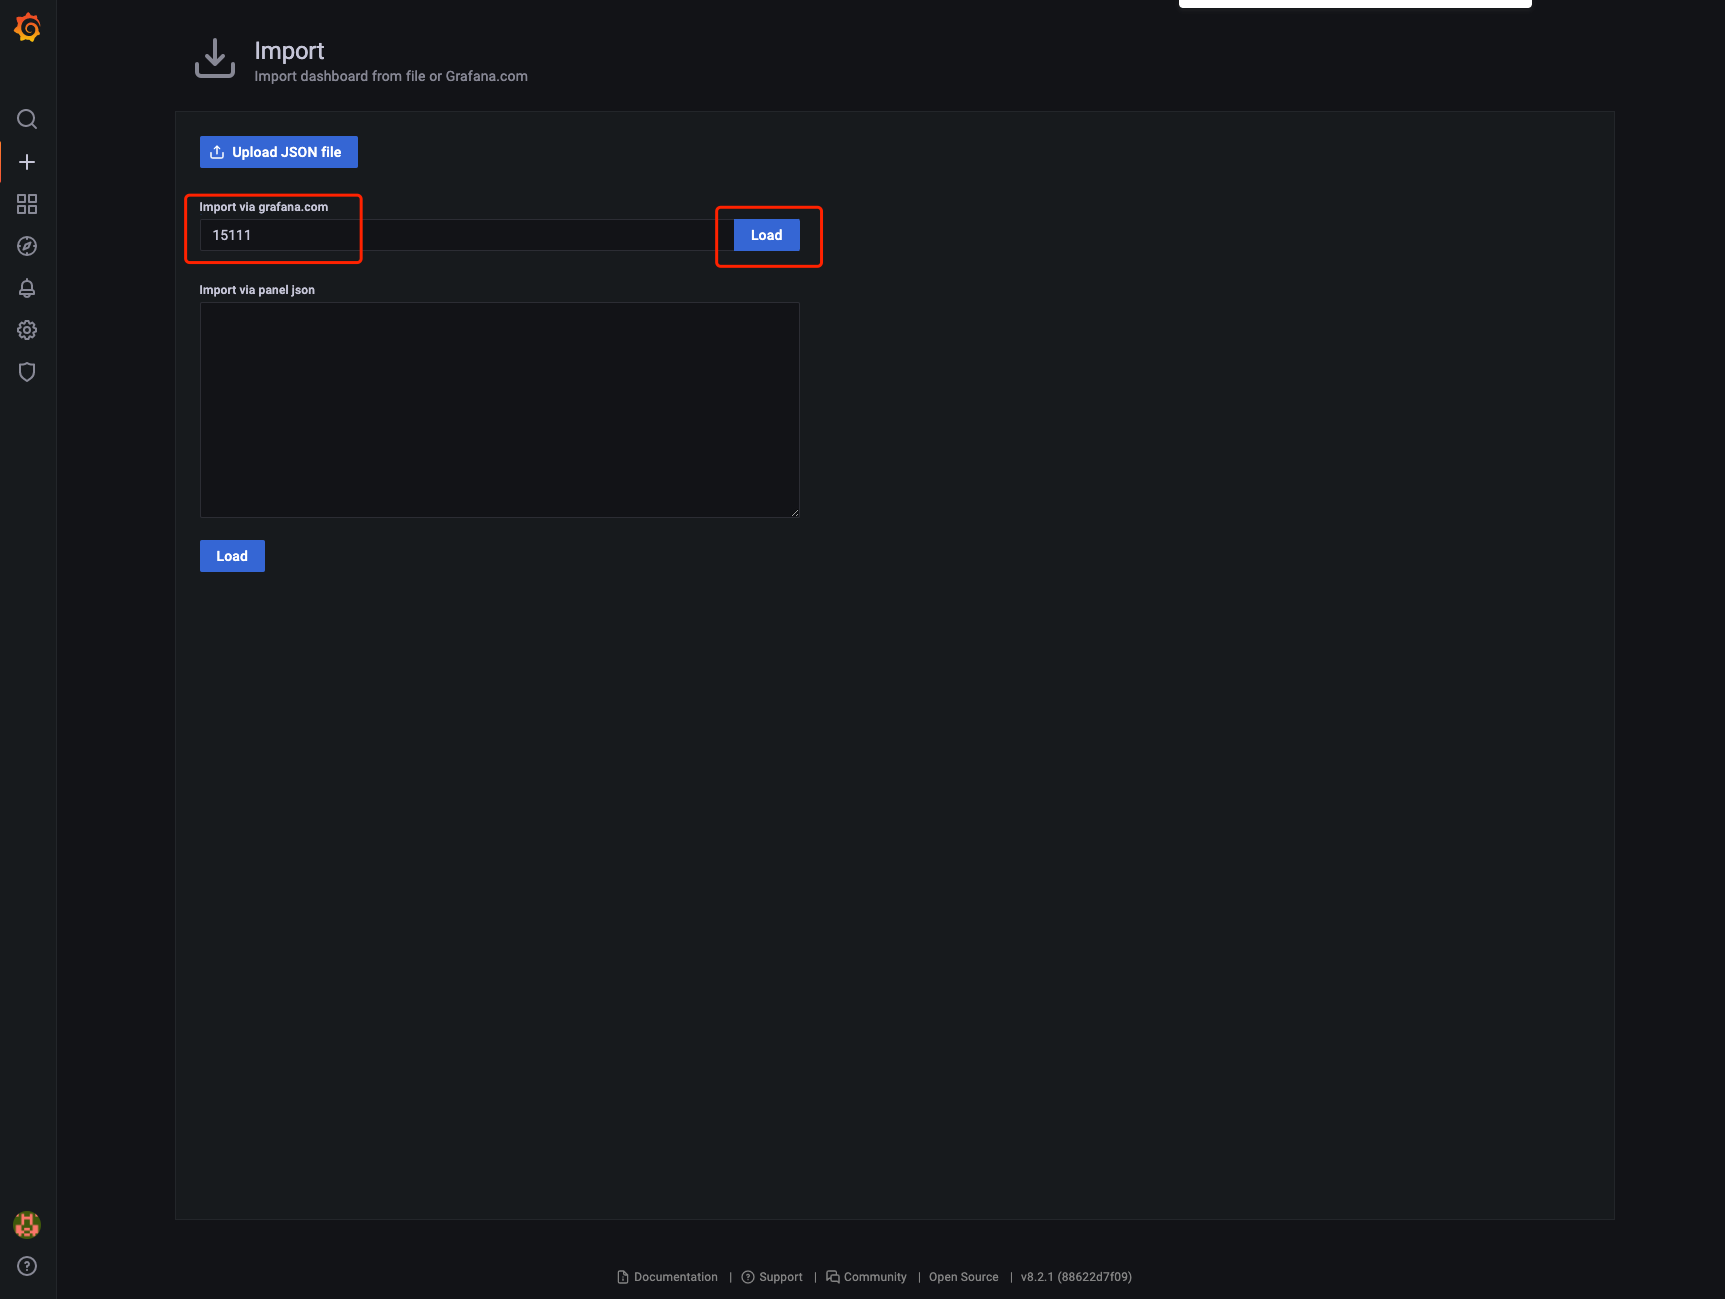 Import
Import dashboard from file or Grafana.com
Upload JSON file
Import via grafana.com
15111
Load
Import via panel json
Load
Documentation | Support | Community | Open Source | v8.2.1 (88622d7f09)